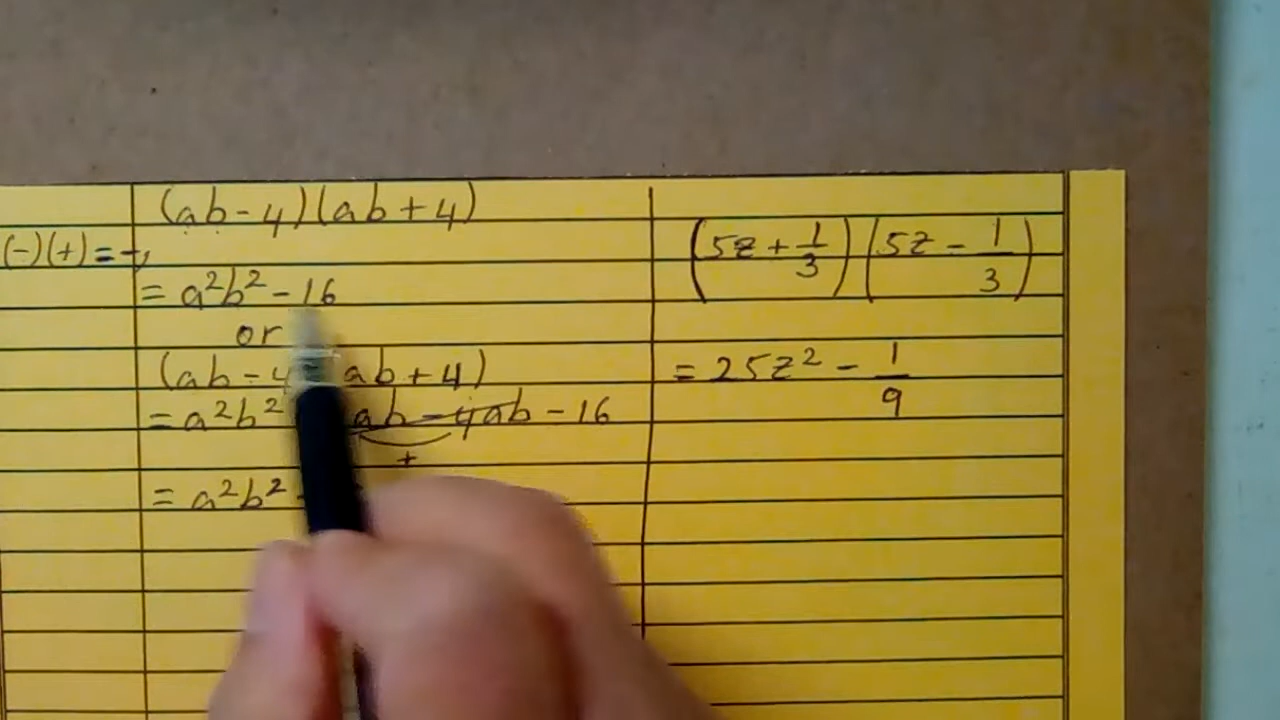 (ab-4)(ab+4)
(-)(+) = -,
= a²b² - 16
or
(ab-4)(ab+4)
= a²b² ab - 4ab - 16
+
= a²b² -
(5z + 1/3)(5z - 1/3)
= 25z² - 1/9